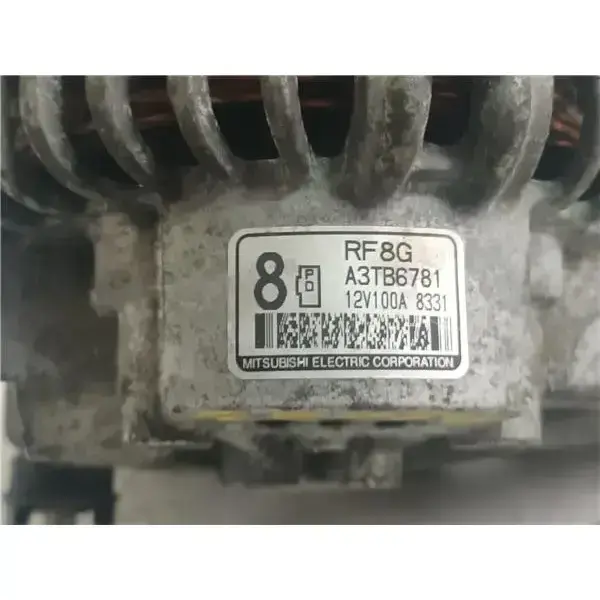 RF8G
8 P D A3TB6781
12V100A 8331
MITSUBISHI ELECTRIC CORPORATION